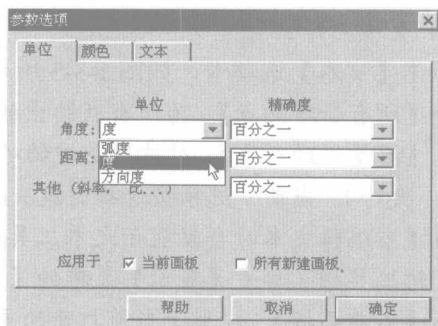 参数选项
单位 颜色 文本
单位 精确度
角度: 度 百分之一
弧度
距离: 度 百分之一
方向度
其他 (斜率, 比...) 百分之一
应用于 当前画板 所有新建画板。
帮助 取消 确定